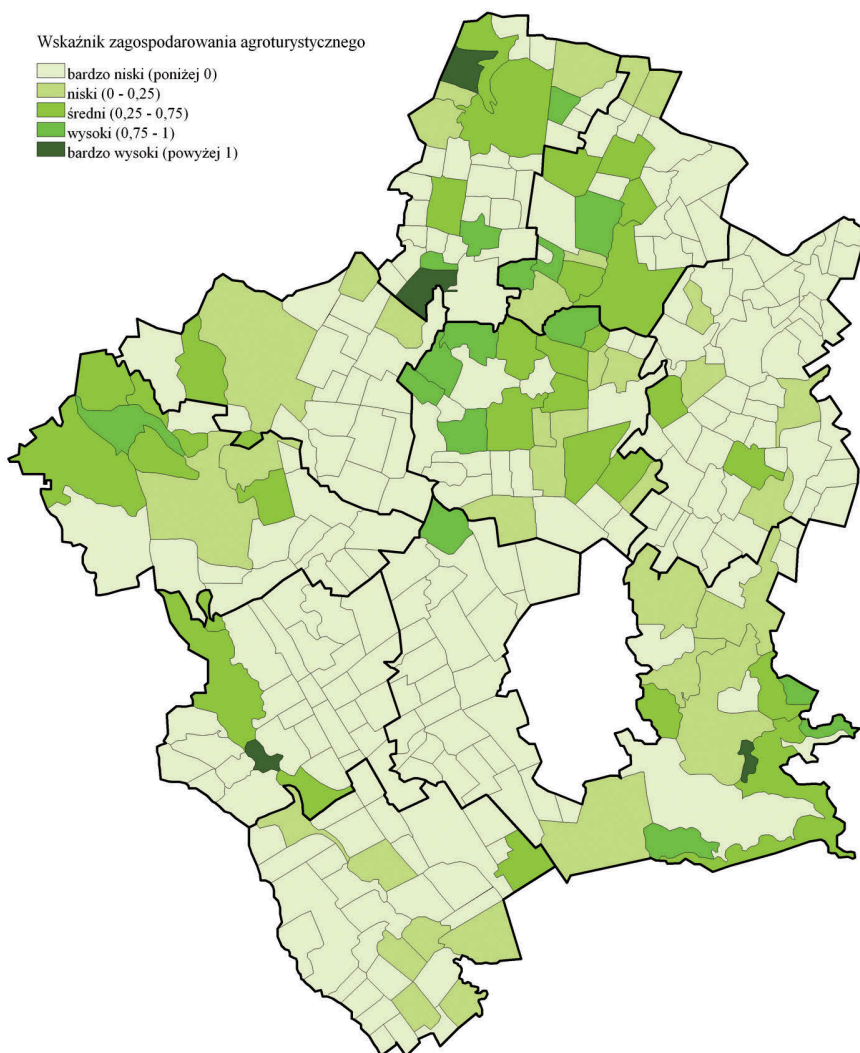 Wskaźnik zagospodarowania agroturystycznego
bardzo niski (poniżej 0)
niski (0 - 0,25)
średni (0,25 - 0,75)
wysoki (0,75 - 1)
bardzo wysoki (powyżej 1)